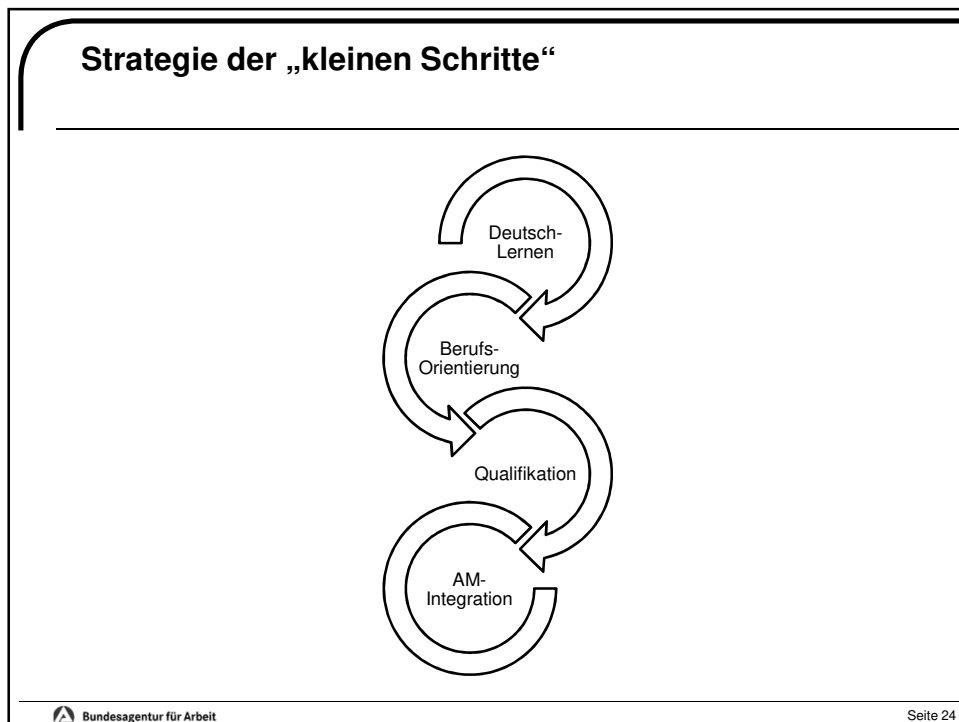 Strategie der „kleinen Schritte“
Deutsch-
Lernen
Berufs-
Orientierung
Qualifikation
AM-
Integration
Bundesagentur für Arbeit
Seite 24